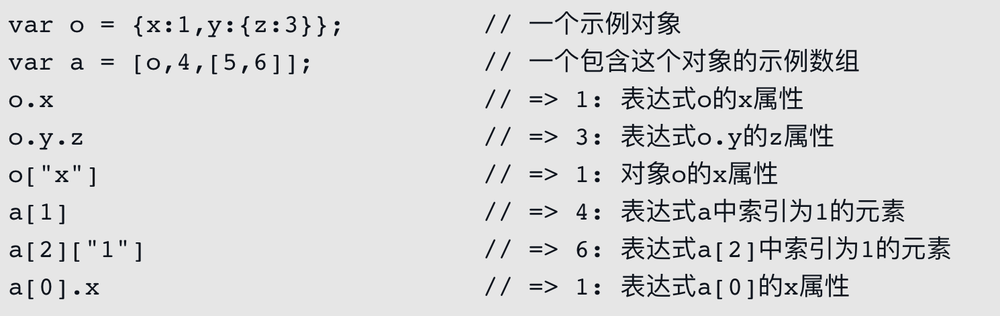 var o = {x:1,y:{z:3}}; // 一个示例对象
var a = [o,4,[5,6]]; // 一个包含这个对象的示例数组
o.x // => 1: 表达式o的x属性
o.y.z // => 3: 表达式o.y的z属性
o["x"] // => 1: 对象o的x属性
a[1] // => 4: 表达式a中索引为1的元素
a[2]["1"] // => 6: 表达式a[2]中索引为1的元素
a[0].x // => 1: 表达式a[0]的x属性